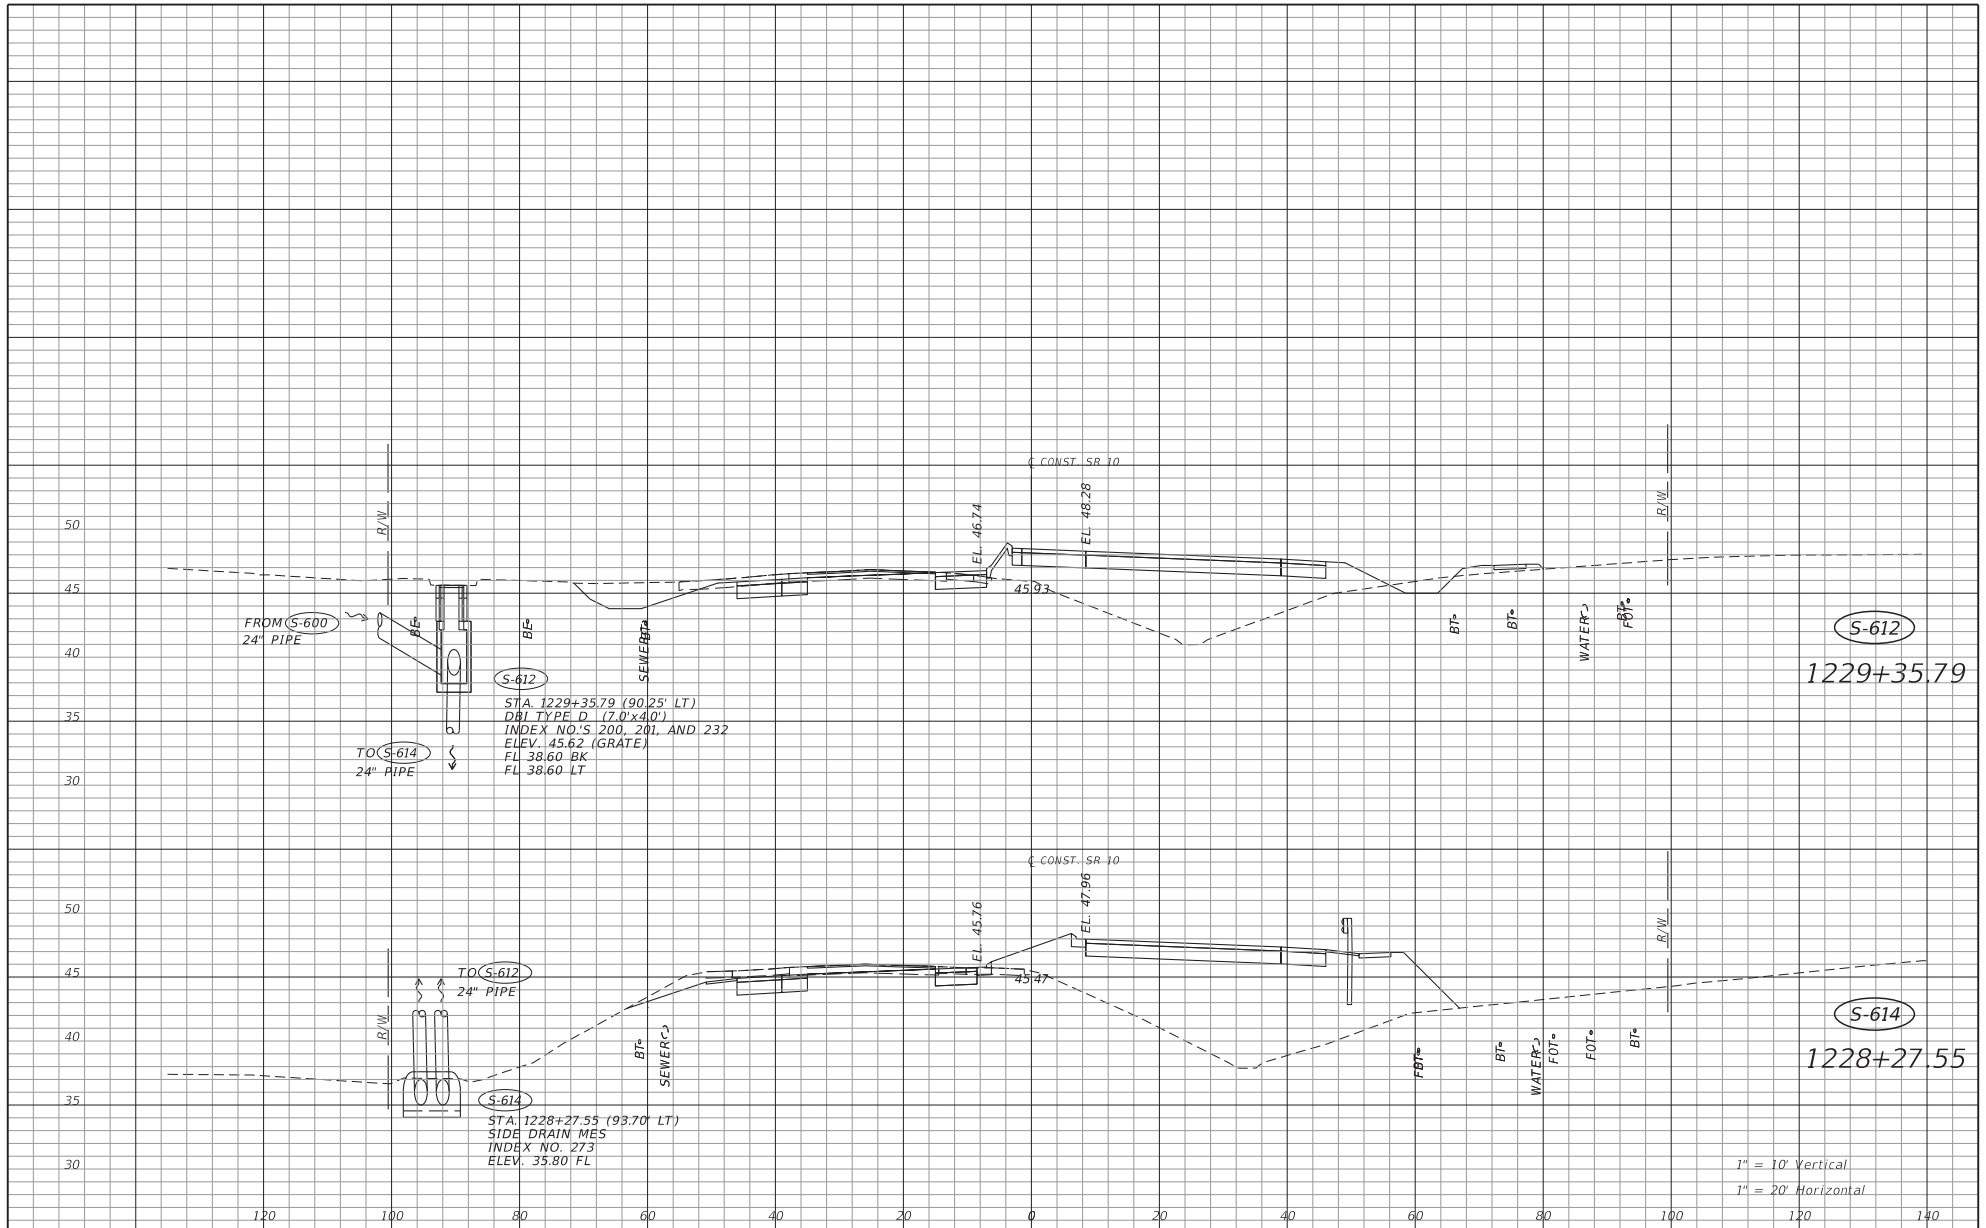 ℄ CONST. SR 10
50
R/W
EL. 46.74
EL. 48.28
R/W
45
45.93
FROM S-600
24" PIPE
BE
BE
SEWER
BT
BT
BT
WATER
BT
FOT
S-612
40
1229+35.79
S-612
STA. 1229+35.79 (90.25' LT)
DBI TYPE D (7.0'x4.0')
INDEX NO.'S 200, 201, AND 232
ELEV. 45.62 (GRATE)
FL 38.60 BK
FL 38.60 LT
35
TO S-614
24" PIPE
30
℄ CONST. SR 10
50
EL. 45.76
EL. 47.96
R/W
45
TO S-612
24" PIPE
45.47
R/W
S-614
40
BT
SEWER
BT
WATER
FOT
FOT
BT
1228+27.55
35
S-614
STA. 1228+27.55 (93.70' LT)
SIDE DRAIN MES
INDEX NO. 273
ELEV. 35.80 FL
30
1" = 10' Vertical
1" = 20' Horizontal
120 100 80 60 40 20 0 20 40 60 80 100 120 140